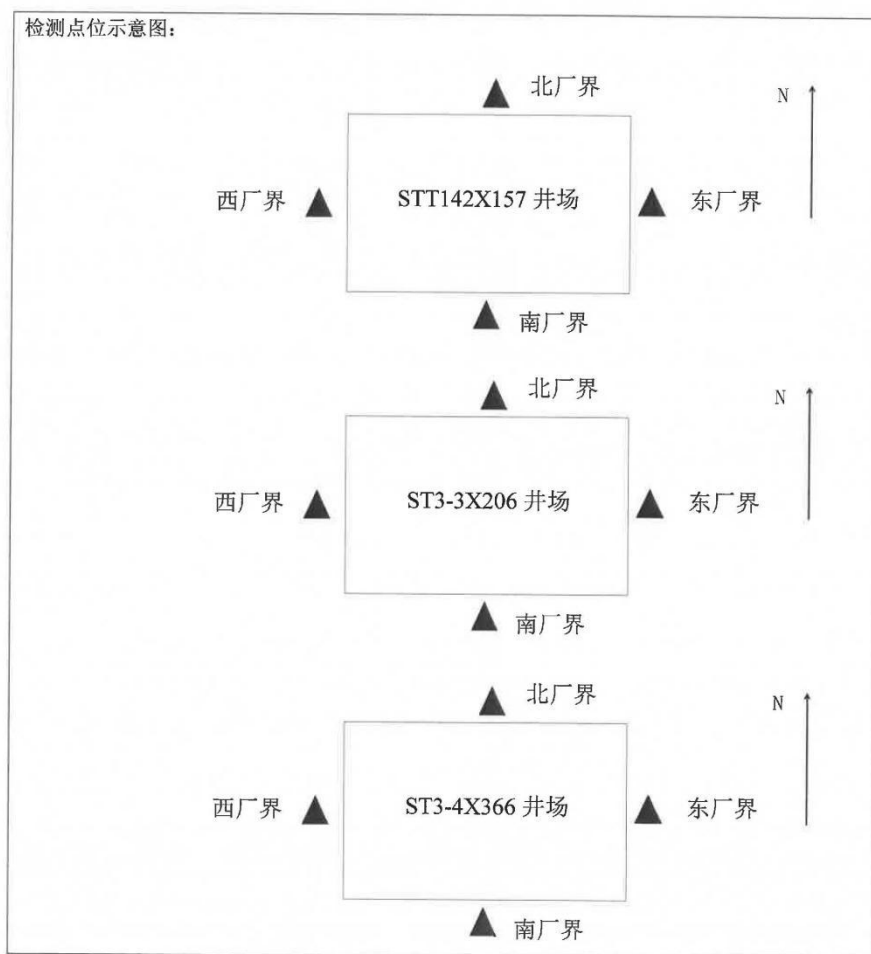 检测点位示意图：
北厂界
N
西厂界
STT142X157 井场
东厂界
南厂界
北厂界
N
西厂界
ST3-3X206 井场
东厂界
南厂界
北厂界
N
西厂界
ST3-4X366 井场
东厂界
南厂界